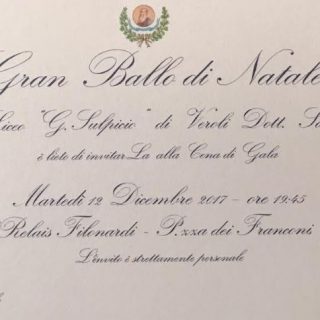 Gran Ballo di Natale
Liceo "G. Sulpicio" di Veroli Dott. 
è lieto di invitarLa alla Cena di Gala
Martedì 12 Dicembre 2017 – ore 19:45
Relais Filonardi - P.zza dei Franconi
L'invito è strettamente personale